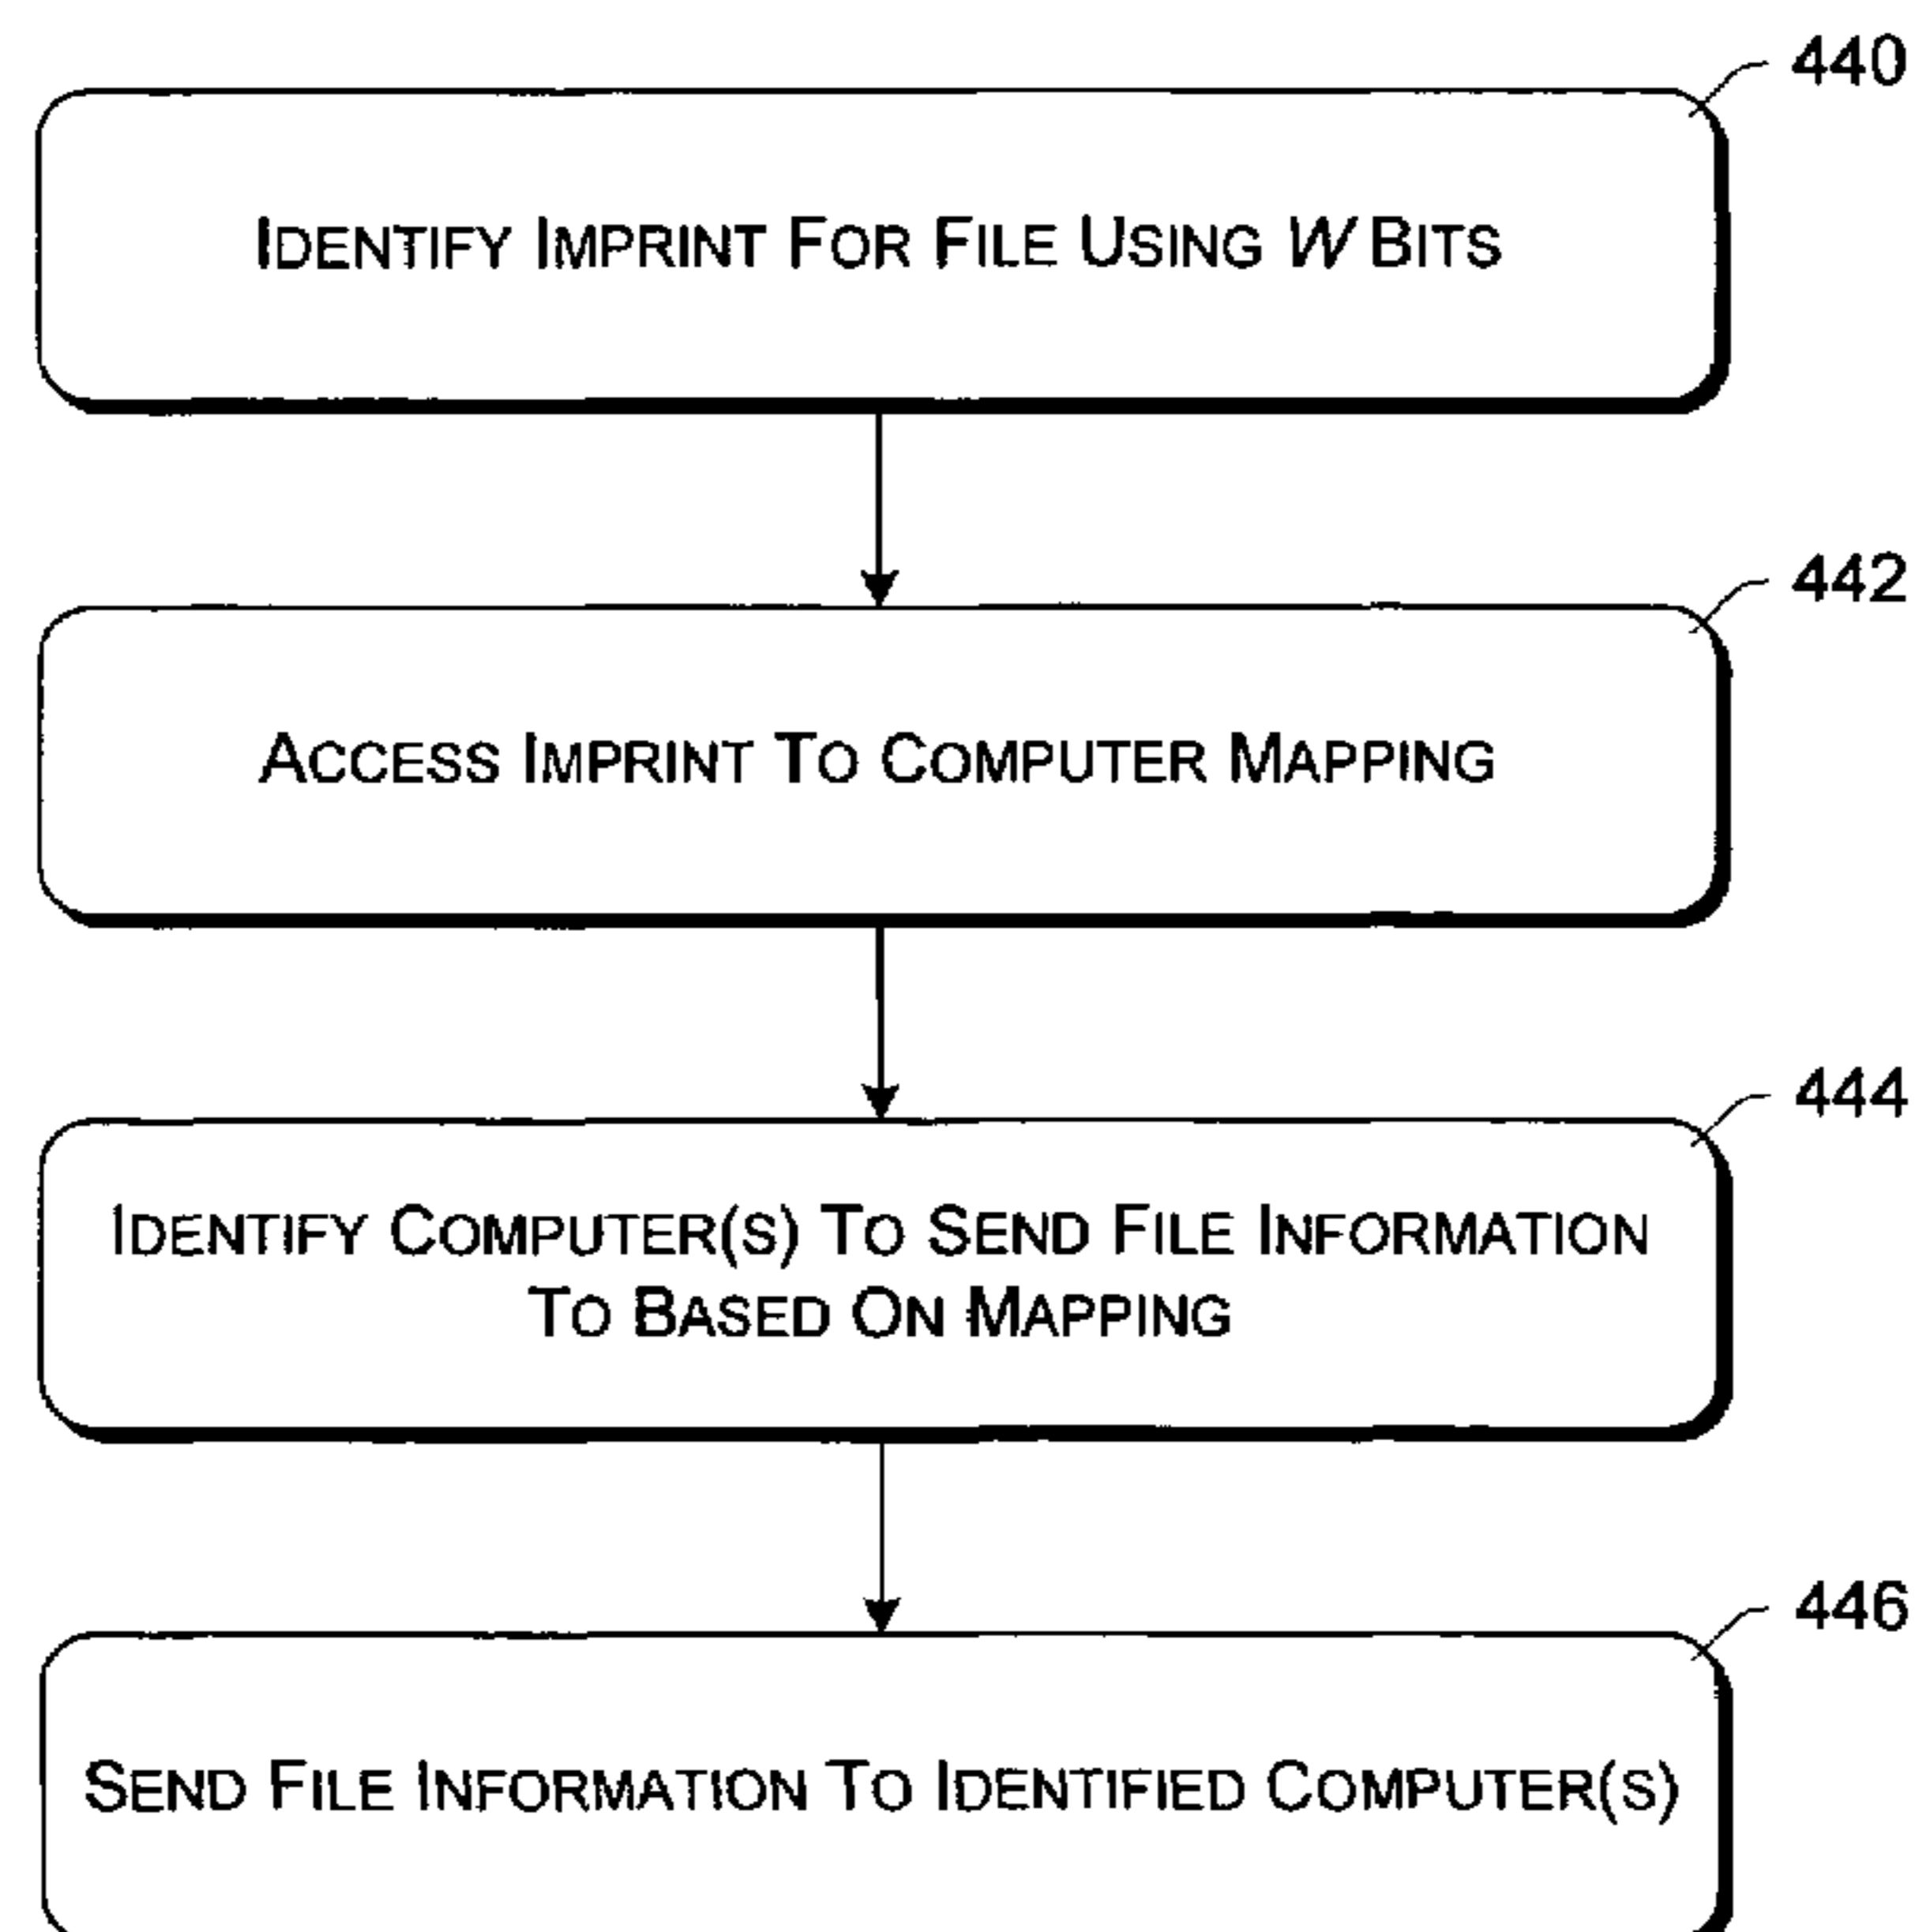 440
IDENTIFY IMPRINT FOR FILE USING W BITS
442
ACCESS IMPRINT TO COMPUTER MAPPING
444
IDENTIFY COMPUTER(S) TO SEND FILE INFORMATION
TO BASED ON MAPPING
446
SEND FILE INFORMATION TO IDENTIFIED COMPUTER(S)